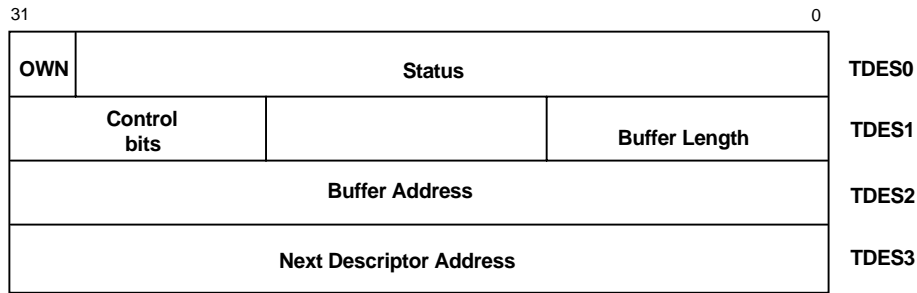 31 0
OWN Status TDES0
Control
bits
Buffer Length TDES1
Buffer Address TDES2
Next Descriptor Address TDES3